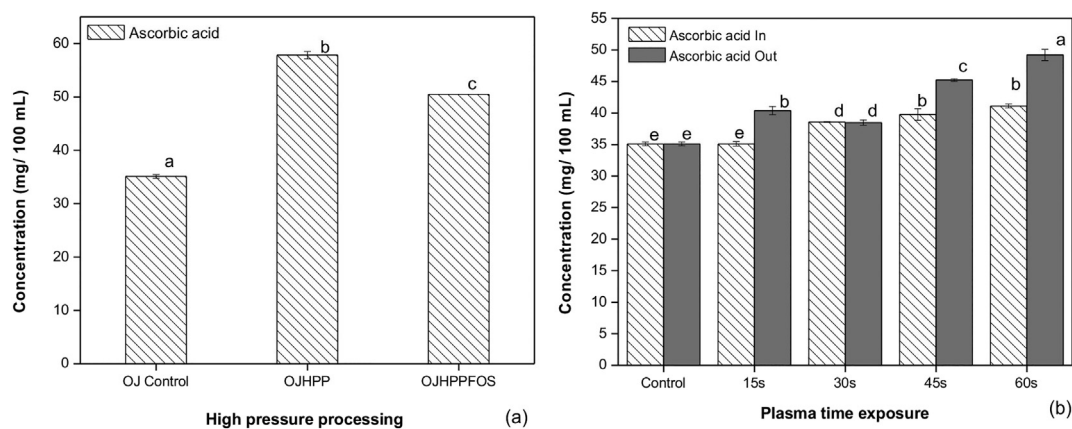 Ascorbic acid
Concentration (mg/ 100 mL)
60
50
40
30
20
10
0
a
b
c
OJ Control
OJHPP
OJHPPFOS
High pressure processing
(a)
Ascorbic acid In
Ascorbic acid Out
Concentration (mg/ 100 mL)
55
50
45
40
35
30
25
20
15
10
5
0
e e e b d d b c b a
Control
15s
30s
45s
60s
Plasma time exposure
(b)